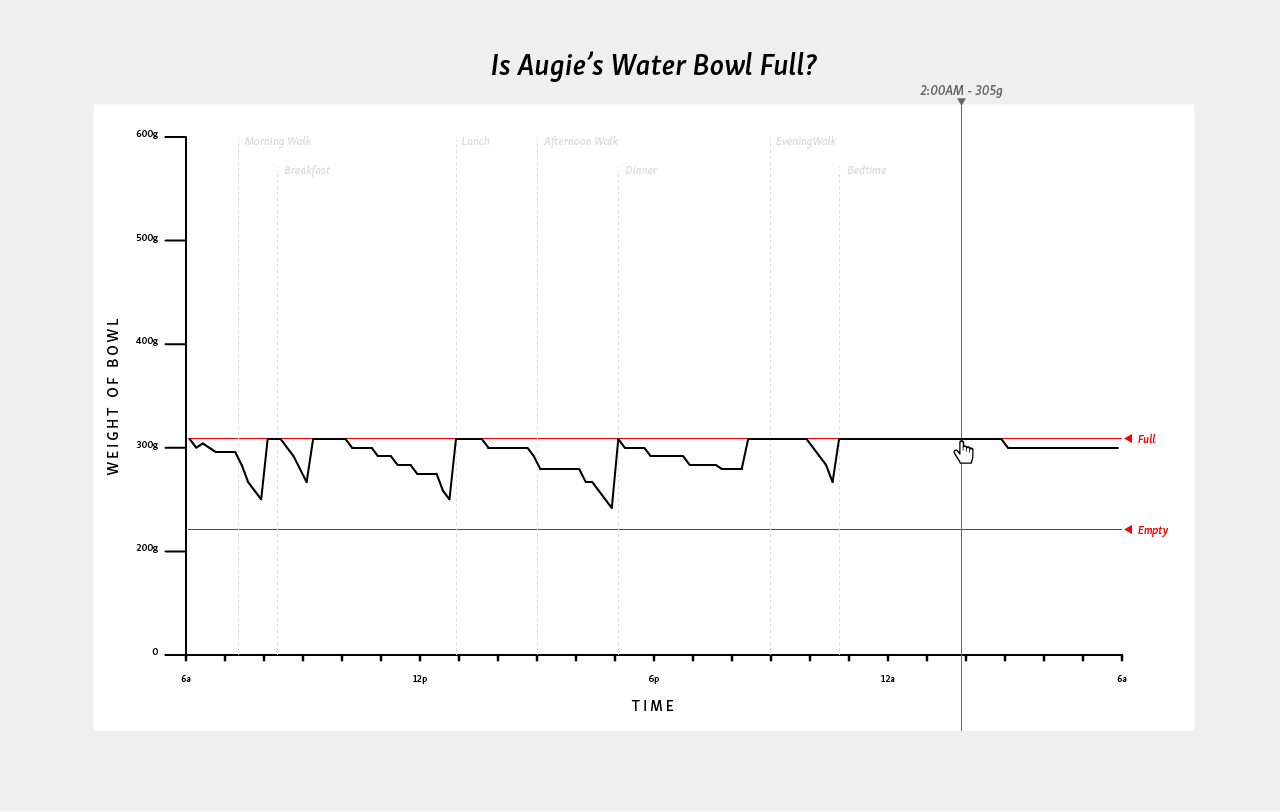 Is Augie’s Water Bowl Full?
2:00AM - 305g
600g
Morning Walk
Lunch
Afternoon Walk
EveningWalk
Breakfast
Dinner
Bedtime
500g
400g
WEIGHT OF BOWL
300g
Full
Empty
200g
0
6a
12p
6p
12a
6a
TIME